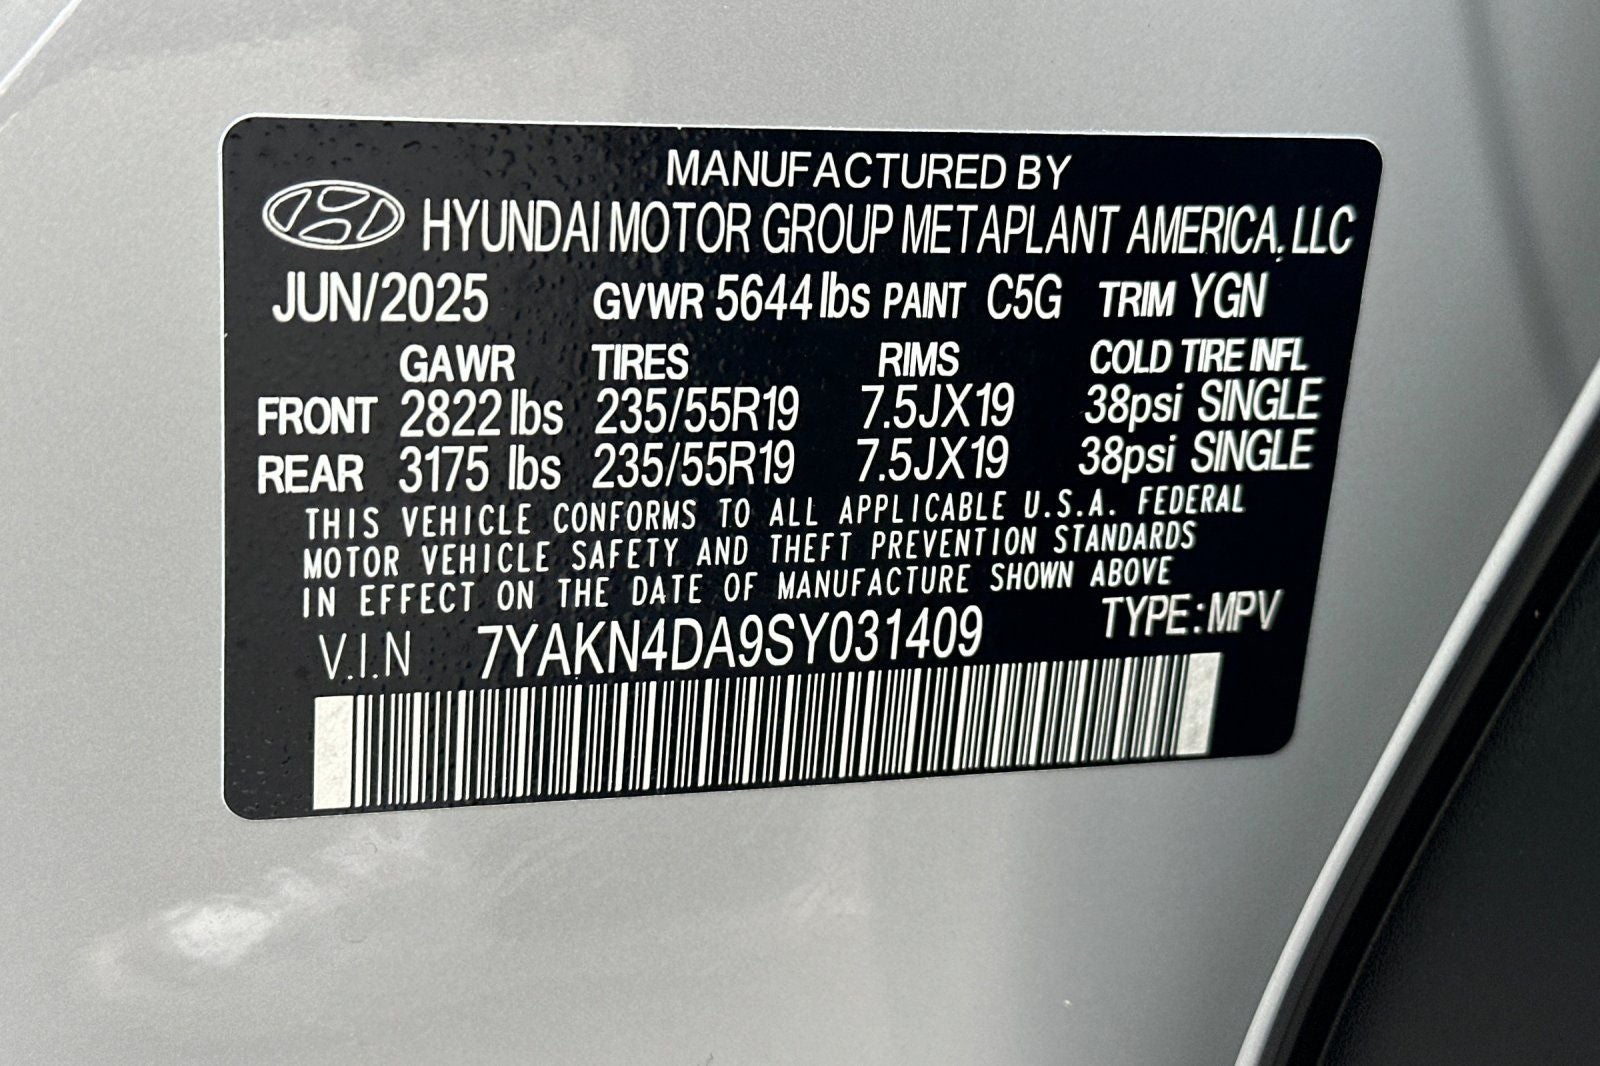 MANUFACTURED BY
HYUNDAI MOTOR GROUP METAPLANT AMERICA, LLC
JUN/2025 GVWR 5644 lbs PAINT C5G TRIM YGN
GAWR TIRES RIMS COLD TIRE INFL
FRONT 2822 lbs 235/55R19 7.5JX19 38psi SINGLE
REAR 3175 lbs 235/55R19 7.5JX19 38psi SINGLE
THIS VEHICLE CONFORMS TO ALL APPLICABLE U.S.A. FEDERAL
MOTOR VEHICLE SAFETY AND THEFT PREVENTION STANDARDS
IN EFFECT ON THE DATE OF MANUFACTURE SHOWN ABOVE
V.I.N 7YAKN4DA9SY031409 TYPE: MPV